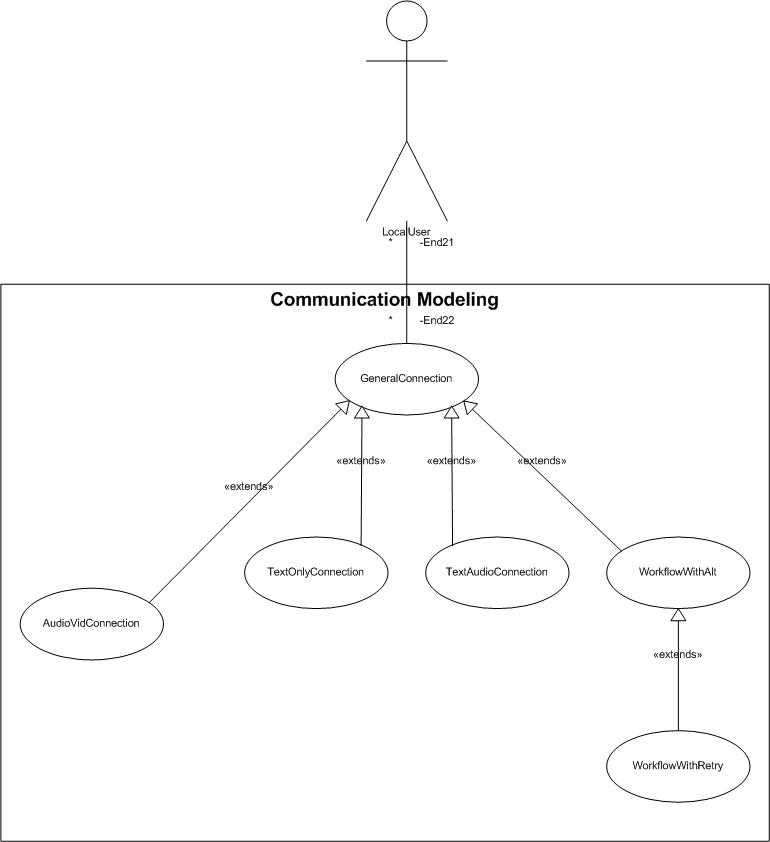 LocalUser
* -End21
Communication Modeling
* -End22
GeneralConnection
«extends» «extends» «extends»
«extends»
TextOnlyConnection TextAudioConnection WorkflowWithAlt
AudioVidConnection
«extends»
WorkflowWithRetry